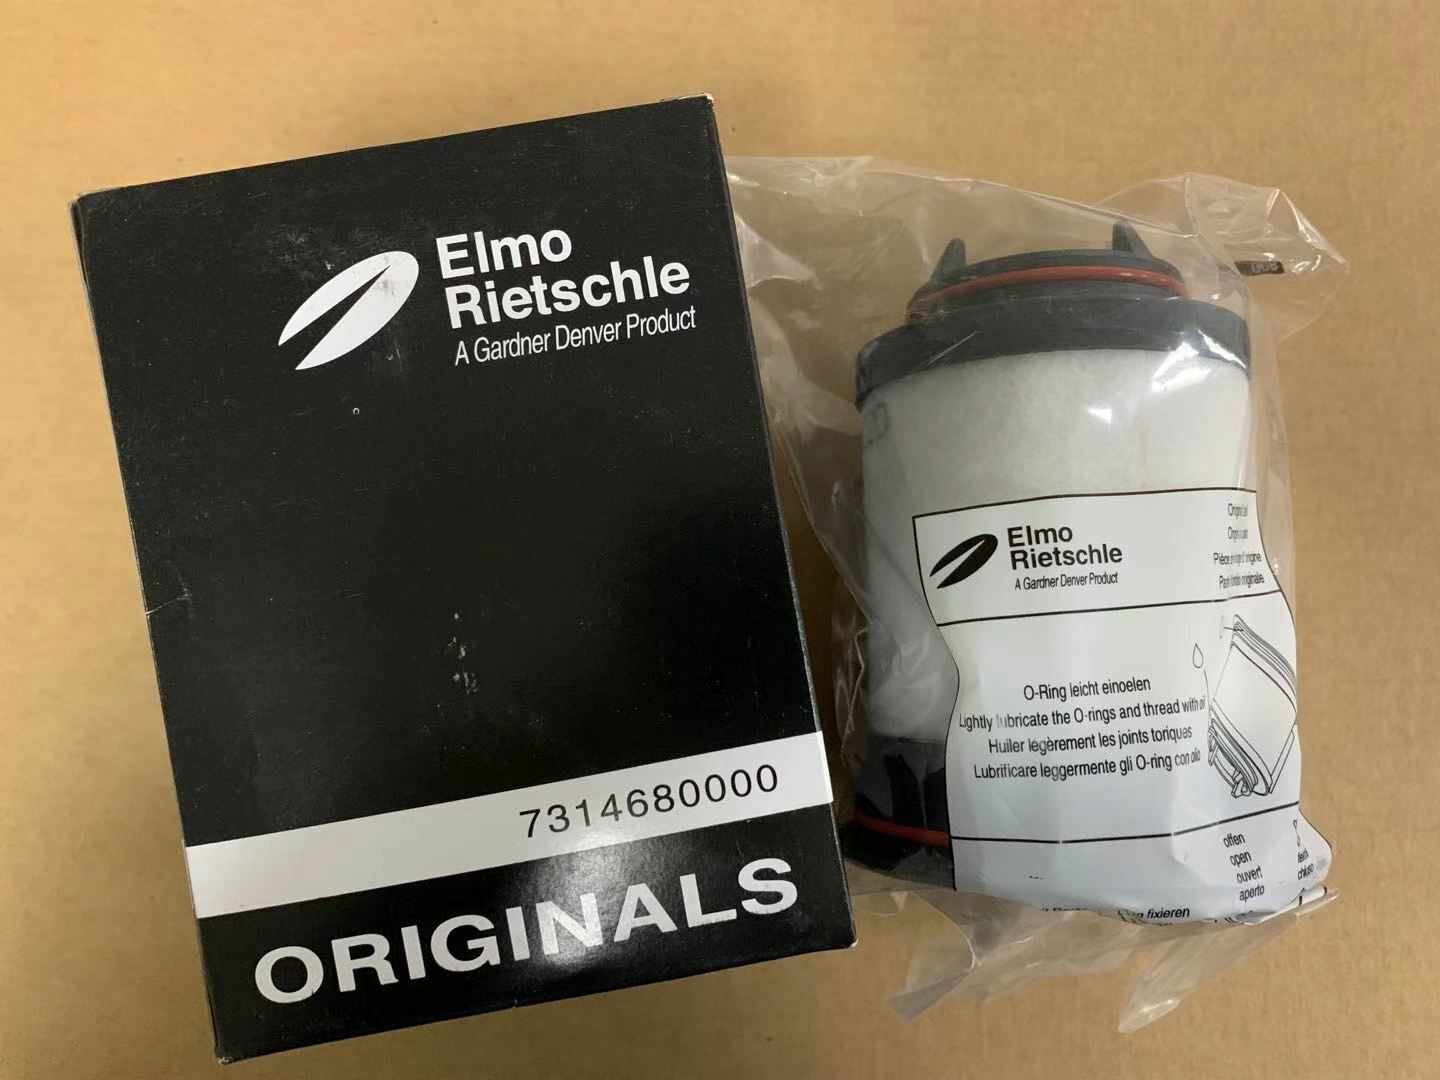 Elmo
Rietschle
A Gardner Denver Product
7314680000
ORIGINALS
Elmo
Rietschle
A Gardner Denver Product
O-Ring leicht einoelen
Lightly lubricate the O-rings and thread with oil
Huiler légèrement les joints toriques
Lubrificare leggermente gli O-ring con olio
offen
open
ouvert
aperto
fixieren